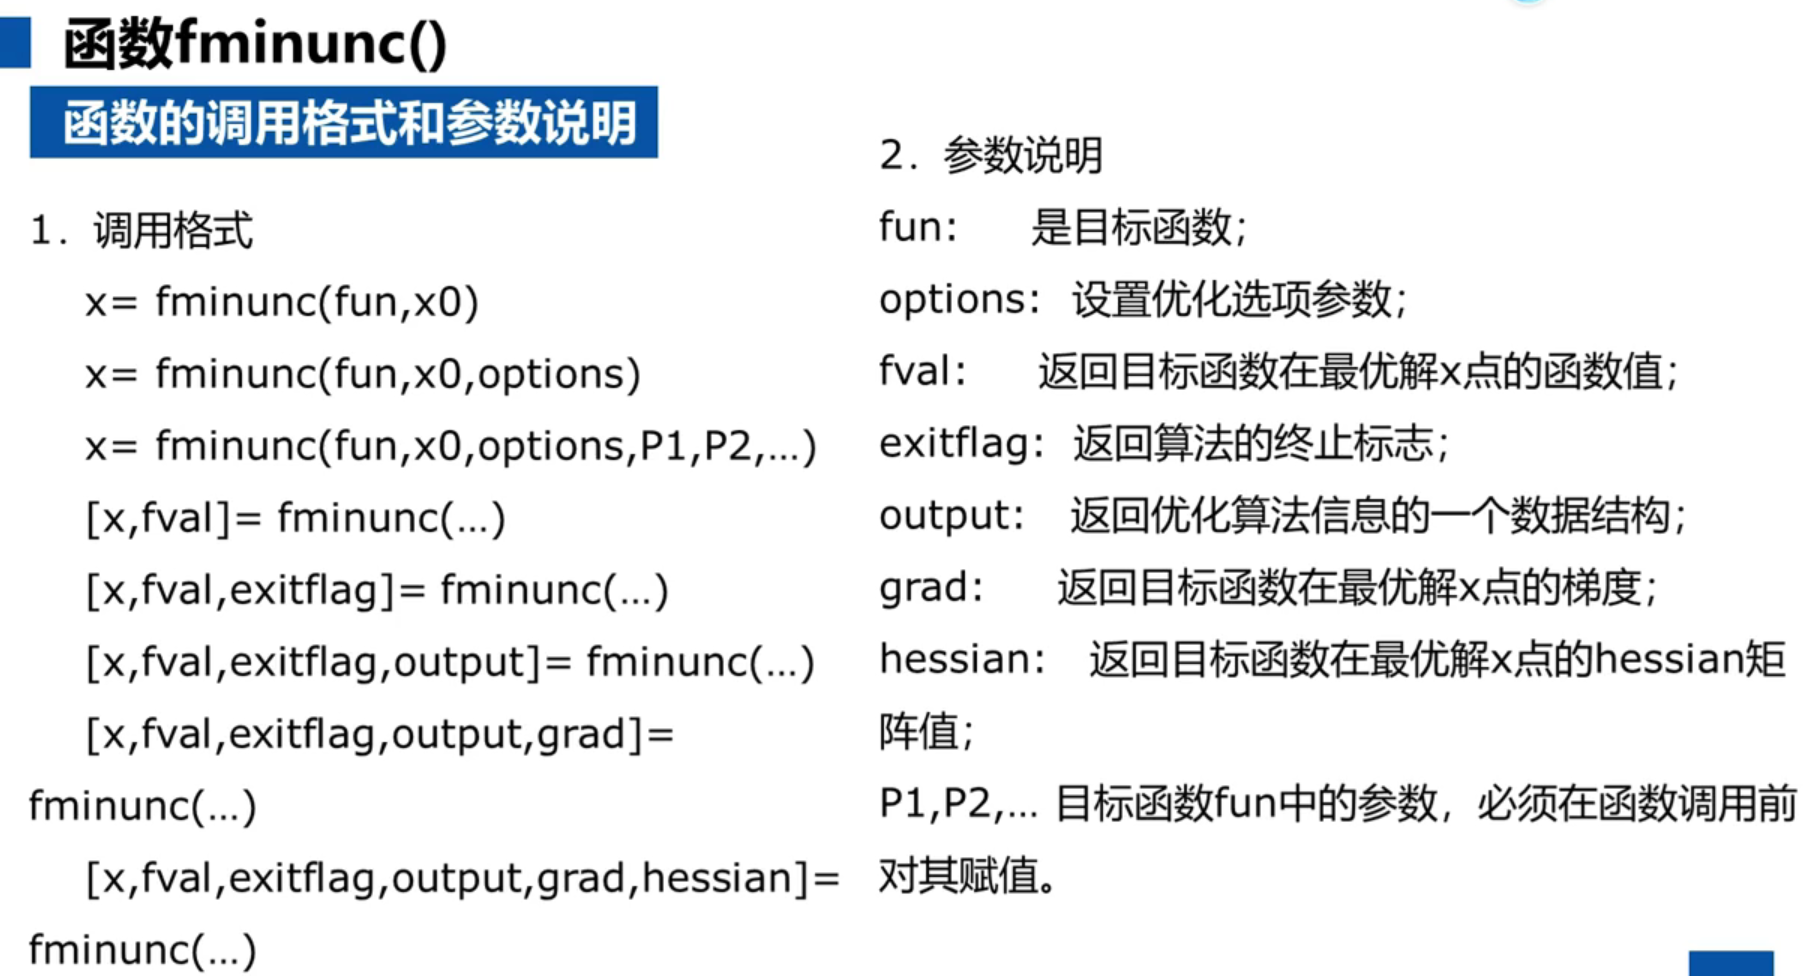 函数fminunc()
函数的调用格式和参数说明
1. 调用格式
x= fminunc(fun,x0)
x= fminunc(fun,x0,options)
x= fminunc(fun,x0,options,P1,P2,…)
[x,fval]= fminunc(…)
[x,fval,exitflag]= fminunc(…)
[x,fval,exitflag,output]= fminunc(…)
[x,fval,exitflag,output,grad]=
fminunc(…)
[x,fval,exitflag,output,grad,hessian]=
fminunc(…)
2. 参数说明
fun: 是目标函数；
options: 设置优化选项参数；
fval: 返回目标函数在最优解x点的函数值；
exitflag: 返回算法的终止标志；
output: 返回优化算法信息的一个数据结构；
grad: 返回目标函数在最优解x点的梯度；
hessian: 返回目标函数在最优解x点的hessian矩
阵值；
P1,P2,… 目标函数fun中的参数，必须在函数调用前
对其赋值。